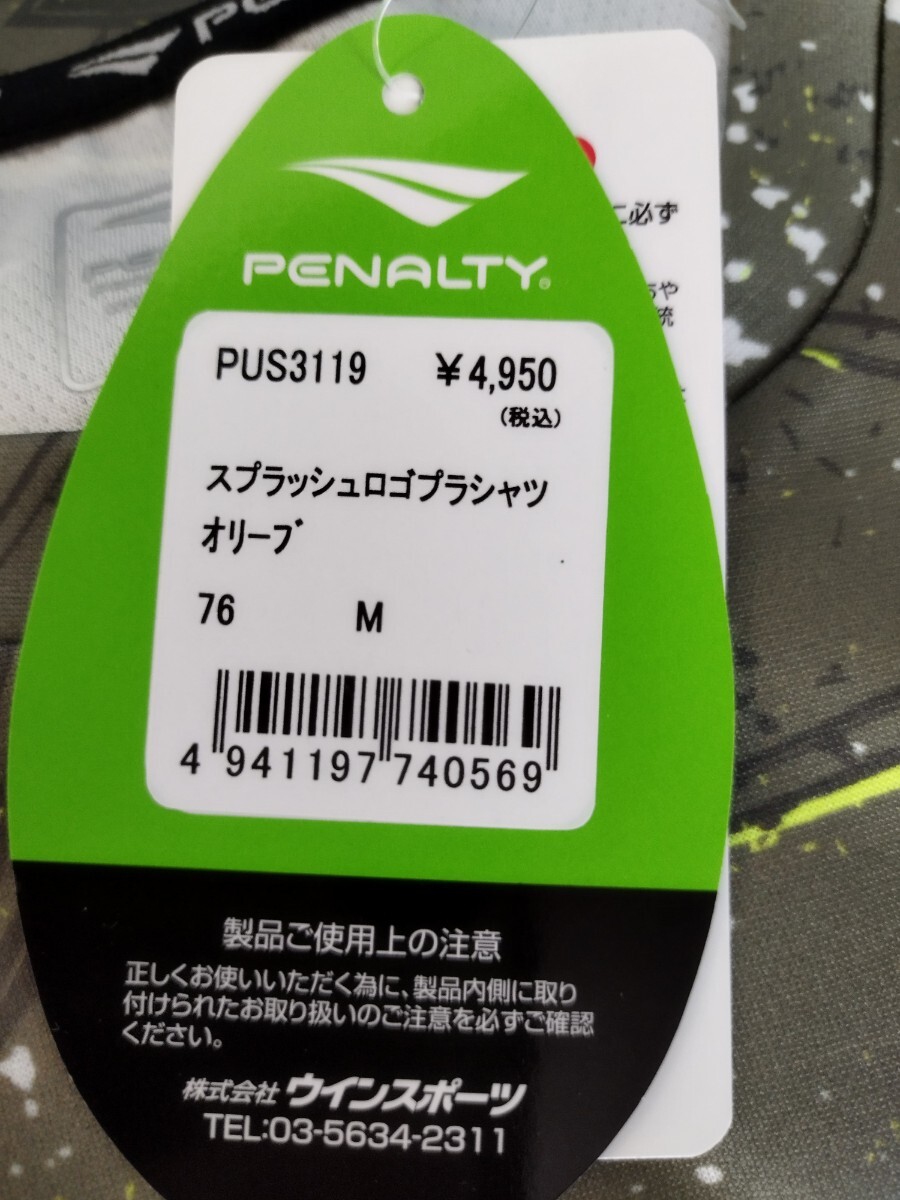 PENALTY
PUS3119 ¥4,950
(税込)
スプラッシュロゴプラシャツ
オリーブ
76 M
4 941197 740569
製品ご使用上の注意
正しくお使いいただく為に、製品内側に取り
付けられたお取り扱いのご注意を必ずご確認
ください。
株式会社 ウインスポーツ
TEL:03-5634-2311
に必ず